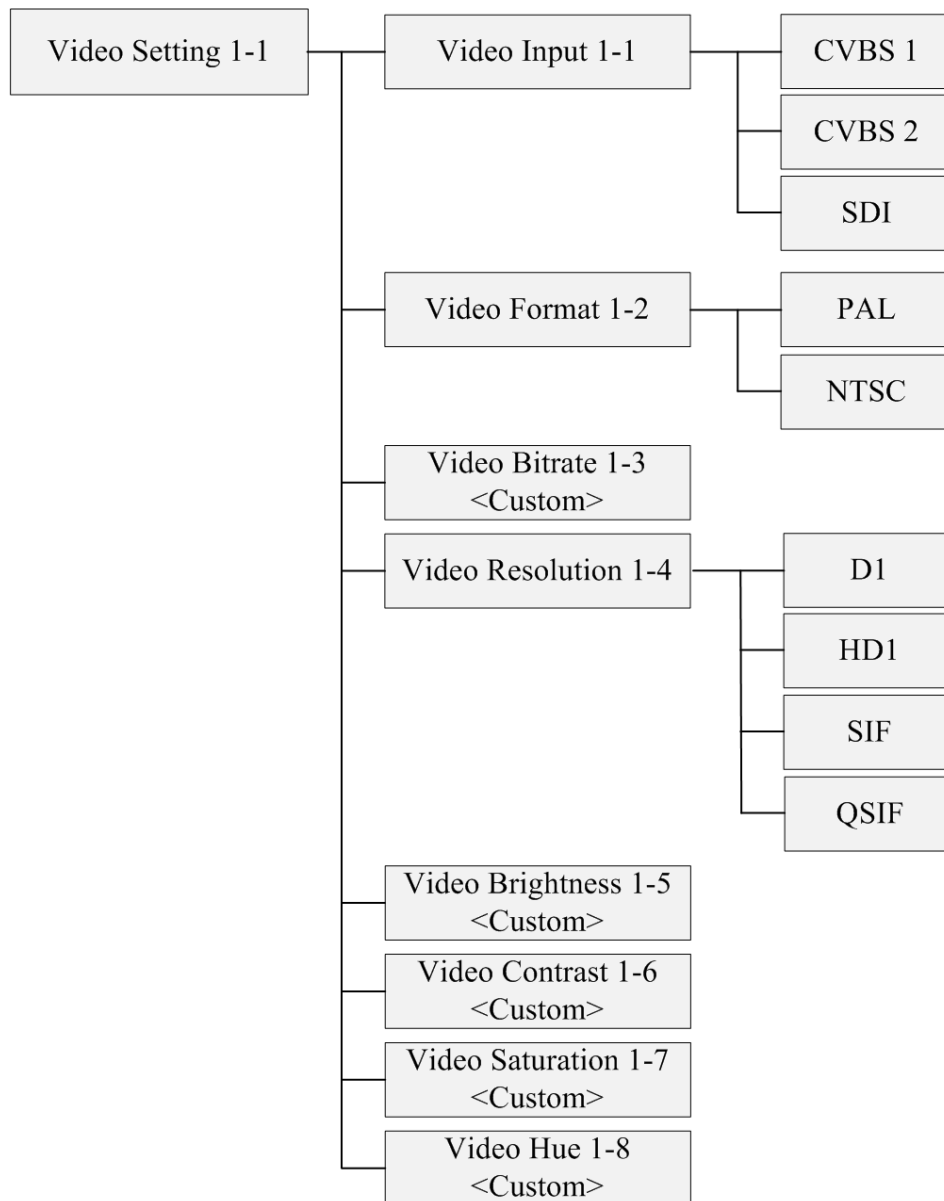 Video Setting 1-1
Video Input 1-1
CVBS 1
CVBS 2
SDI
Video Format 1-2
PAL
NTSC
Video Bitrate 1-3
<Custom>
Video Resolution 1-4
D1
HD1
SIF
QSIF
Video Brightness 1-5
<Custom>
Video Contrast 1-6
<Custom>
Video Saturation 1-7
<Custom>
Video Hue 1-8
<Custom>